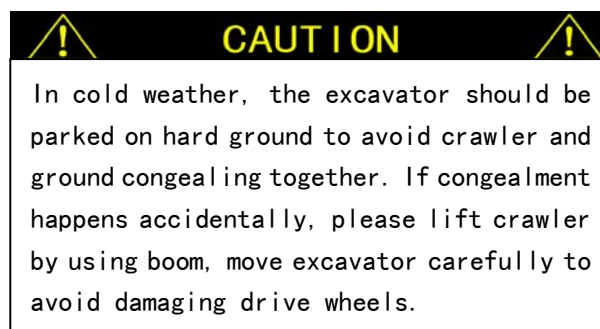 CAUTION
In cold weather, the excavator should be
parked on hard ground to avoid crawler and
ground congealing together. If congealment
happens accidentally, please lift crawler
by using boom, move excavator carefully to
avoid damaging drive wheels.